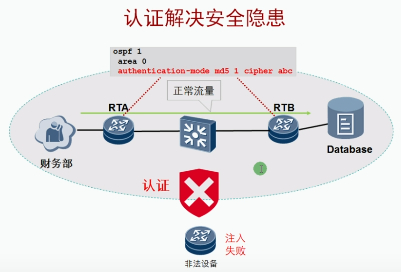 认证解决安全隐患
ospf 1
area 0
authentication-mode md5 1 cipher abc
正常流量
RTA
RTB
财务部
Database
认证
注入
失败
非法设备